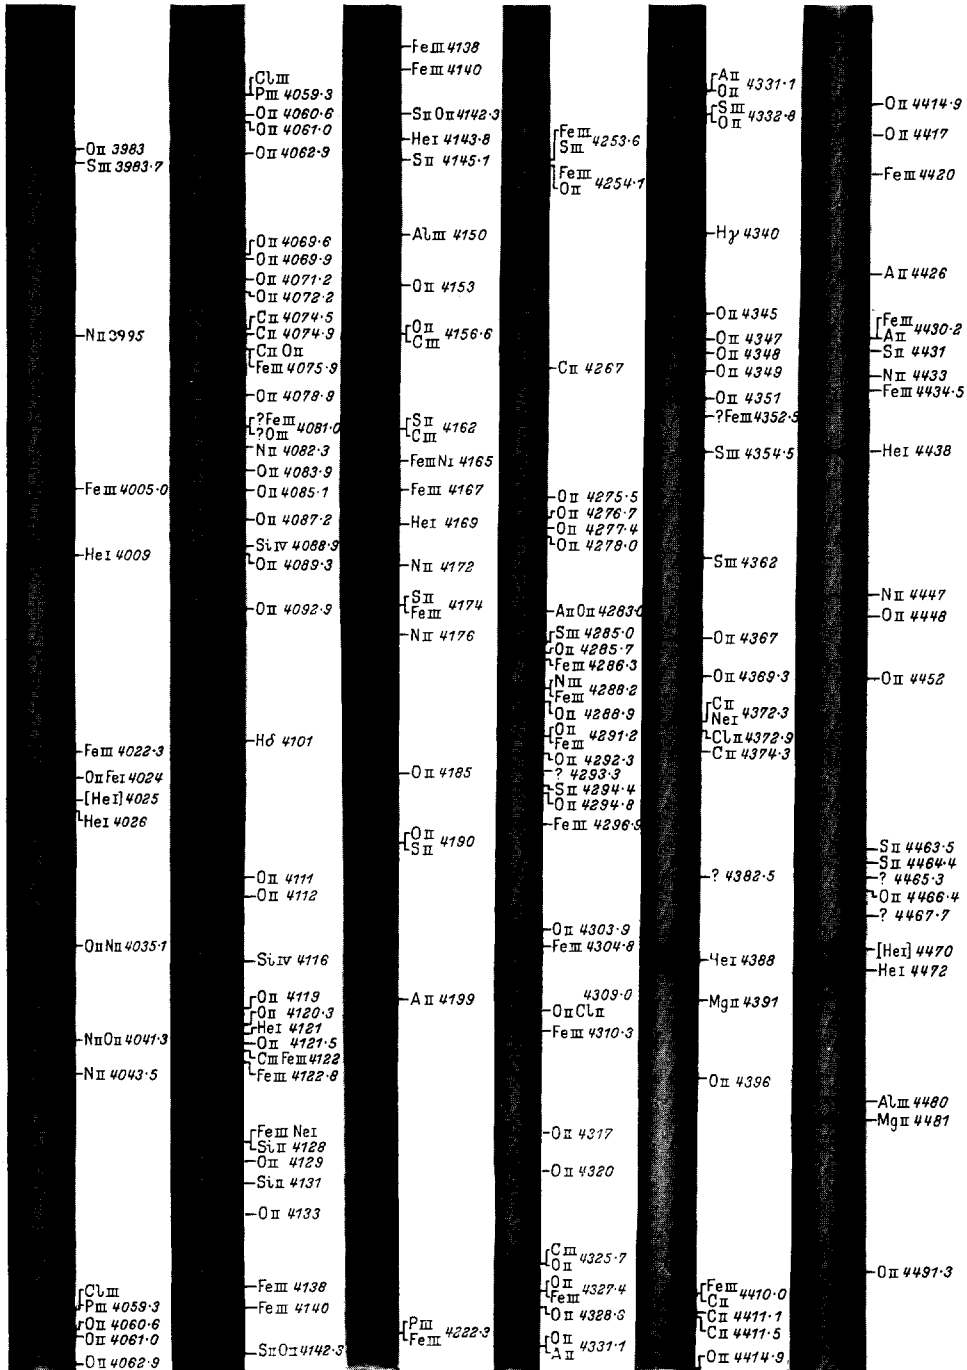 O II 3983
S III 3983·7
N II 3995
Fe III 4005·0
He I 4009
Fe III 4022·3
O II Fe I 4024
[He I] 4025
He I 4026
O II N II 4035·1
N II O II 4041·3
N II 4043·5
Cl III
P III 4059·3
O II 4060·6
O II 4061·0
O II 4062·9
Cl III
P III 4059·3
O II 4060·6
O II 4061·0
O II 4062·9
O II 4069·6
O II 4069·9
O II 4071·2
O II 4072·2
C II 4074·5
C II 4074·9
C II O II
Fe III 4075·9
O II 4078·9
?Fe III
?O III 4081·0
N II 4082·3
O II 4083·9
O II 4085·1
O II 4087·2
Si IV 4088·9
O II 4089·3
O II 4092·9
Hδ 4101
O II 4111
O II 4112
Si IV 4116
O II 4119
O II 4120·3
He I 4121
O II 4121·5
C III Fe III 4122
Fe III 4122·8
Fe III Ne I
Si II 4128
O II 4129
Si II 4131
O II 4133
Fe III 4138
Fe III 4140
S II O II 4142·3
Fe III 4138
Fe III 4140
S II O II 4142·3
He I 4143·8
S II 4145·1
Al III 4150
O II 4153
O II
C III 4156·6
S II
C III 4162
Fe III N I 4165
Fe III 4167
He I 4169
N II 4172
S II
Fe III 4174
N II 4176
O II 4185
O II
S II 4190
A II 4199
P III
Fe III 4222·3
Fe III
S III 4253·6
Fe III
O II 4254·1
C II 4267
O II 4275·5
O II 4276·7
O II 4277·4
O II 4278·0
A II O II 4283·0
S III 4285·0
O II 4285·7
Fe III 4286·3
N III
Fe III 4288·2
O II 4288·9
O II
Fe III 4291·2
O II 4292·3
? 4293·3
S II 4294·4
O II 4294·8
Fe III 4296·9
O II 4303·9
Fe III 4304·8
4309·0
O II Cl II
Fe III 4310·3
O II 4317
O II 4320
C III
O II 4325·7
O II
Fe III 4327·4
O II 4328·6
O II
A II 4331·1
A II
O II 4331·1
S III
O II 4332·8
Hγ 4340
O II 4345
O II 4347
O II 4348
O II 4349
O II 4351
?Fe III 4352·5
S III 4354·5
S III 4362
O II 4367
O II 4369·3
C II
Ne I 4372·3
Cl II 4372·9
C II 4374·3
? 4382·5
He I 4388
Mg II 4391
O II 4396
Fe III
C II 4410·0
C II 4411·1
C II 4411·5
O II 4414·9
O II 4414·9
O II 4417
Fe III 4420
A II 4426
Fe III
A II 4430·2
S II 4431
N II 4433
Fe III 4434·5
He I 4438
N II 4447
O II 4448
O II 4452
S II 4463·5
S II 4464·4
? 4465·3
O II 4466·4
? 4467·7
[He I] 4470
He I 4472
Al III 4480
Mg II 4481
O II 4491·3